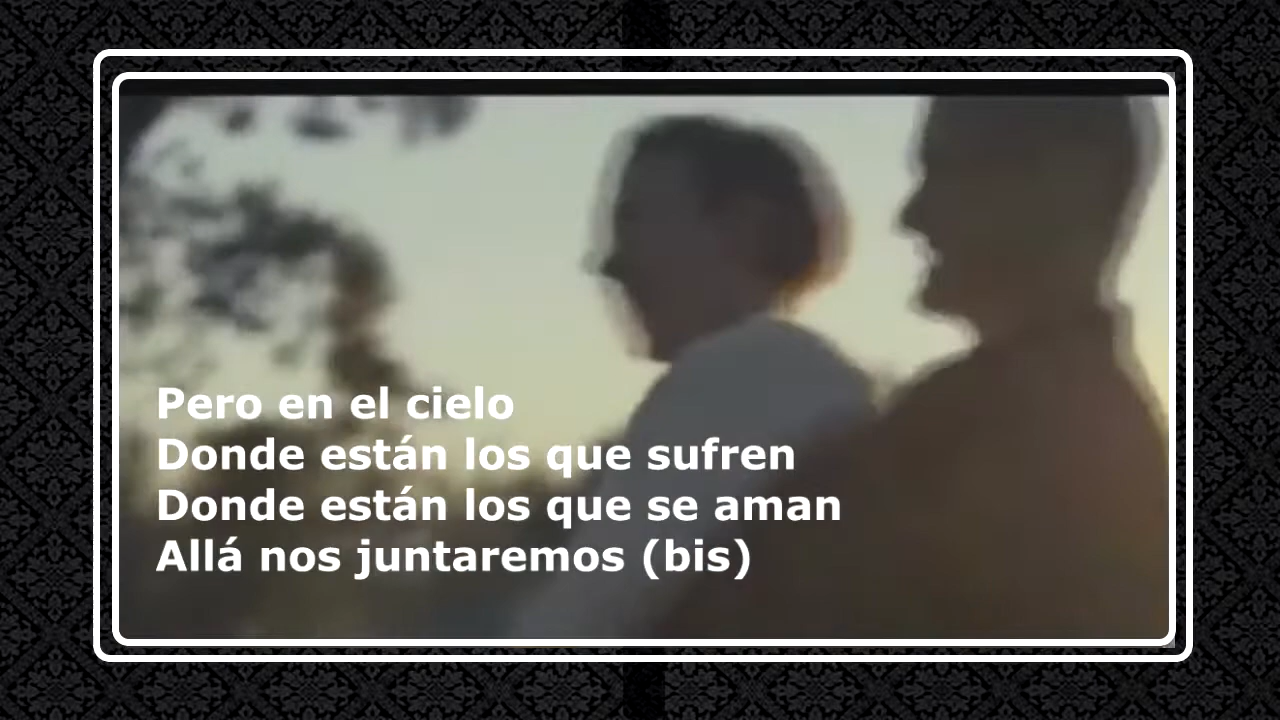 Pero en el cielo
Donde están los que sufren
Donde están los que se aman
Allá nos juntaremos (bis)